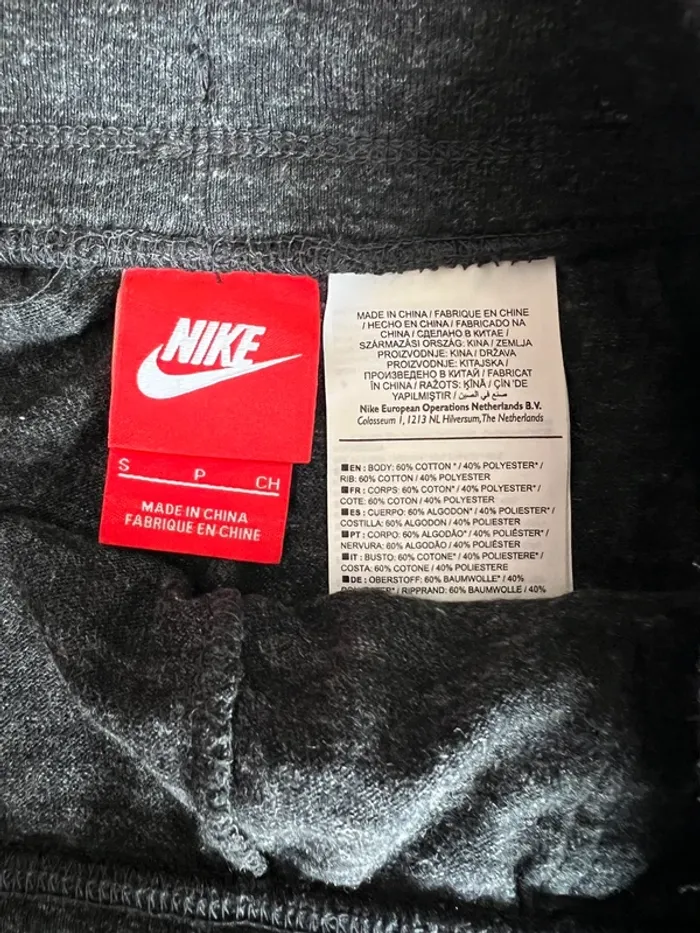 NIKE
S P CH
MADE IN CHINA
FABRIQUE EN CHINE
MADE IN CHINA / FABRIQUE EN CHINE
/ HECHO EN CHINA / FABRICADO NA
CHINA / СДЕЛАНО В КИТАЕ /
SZÁRMAZÁSI ORSZÁG: KINA / ZEMLJA
PROIZVODNJE: KINA / DRŽAVA
PROIZVODNJE: KITAJSKA /
ПРОИЗВЕДЕНО В КИТАЙ / FABRICAT
ÎN CHINA / RAŽOTS: ĶĪNĀ / ÇİN 'DE
YAPILMIŞTIR / صنع في الصين
Nike European Operations Netherlands B.V.
Colosseum 1, 1213 NL Hilversum, The Netherlands
EN : BODY: 60% COTTON* / 40% POLYESTER* /
RIB: 60% COTTON / 40% POLYESTER
FR : CORPS: 60% COTON* / 40% POLYESTER* /
COTE: 60% COTON / 40% POLYESTER
ES : CUERPO: 60% ALGODON* / 40% POLIESTER* /
COSTILLA: 60% ALGODON / 40% POLIESTER
PT : CORPO: 60% ALGODÃO* / 40% POLIÉSTER* /
NERVURA: 60% ALGODÃO / 40% POLIÉSTER
IT : BUSTO: 60% COTONE* / 40% POLIESTERE* /
COSTA: 60% COTONE / 40% POLIESTERE
DE : OBERSTOFF: 60% BAUMWOLLE* / 40%
POLYESTER* / RIPPRAND: 60% BAUMWOLLE / 40%